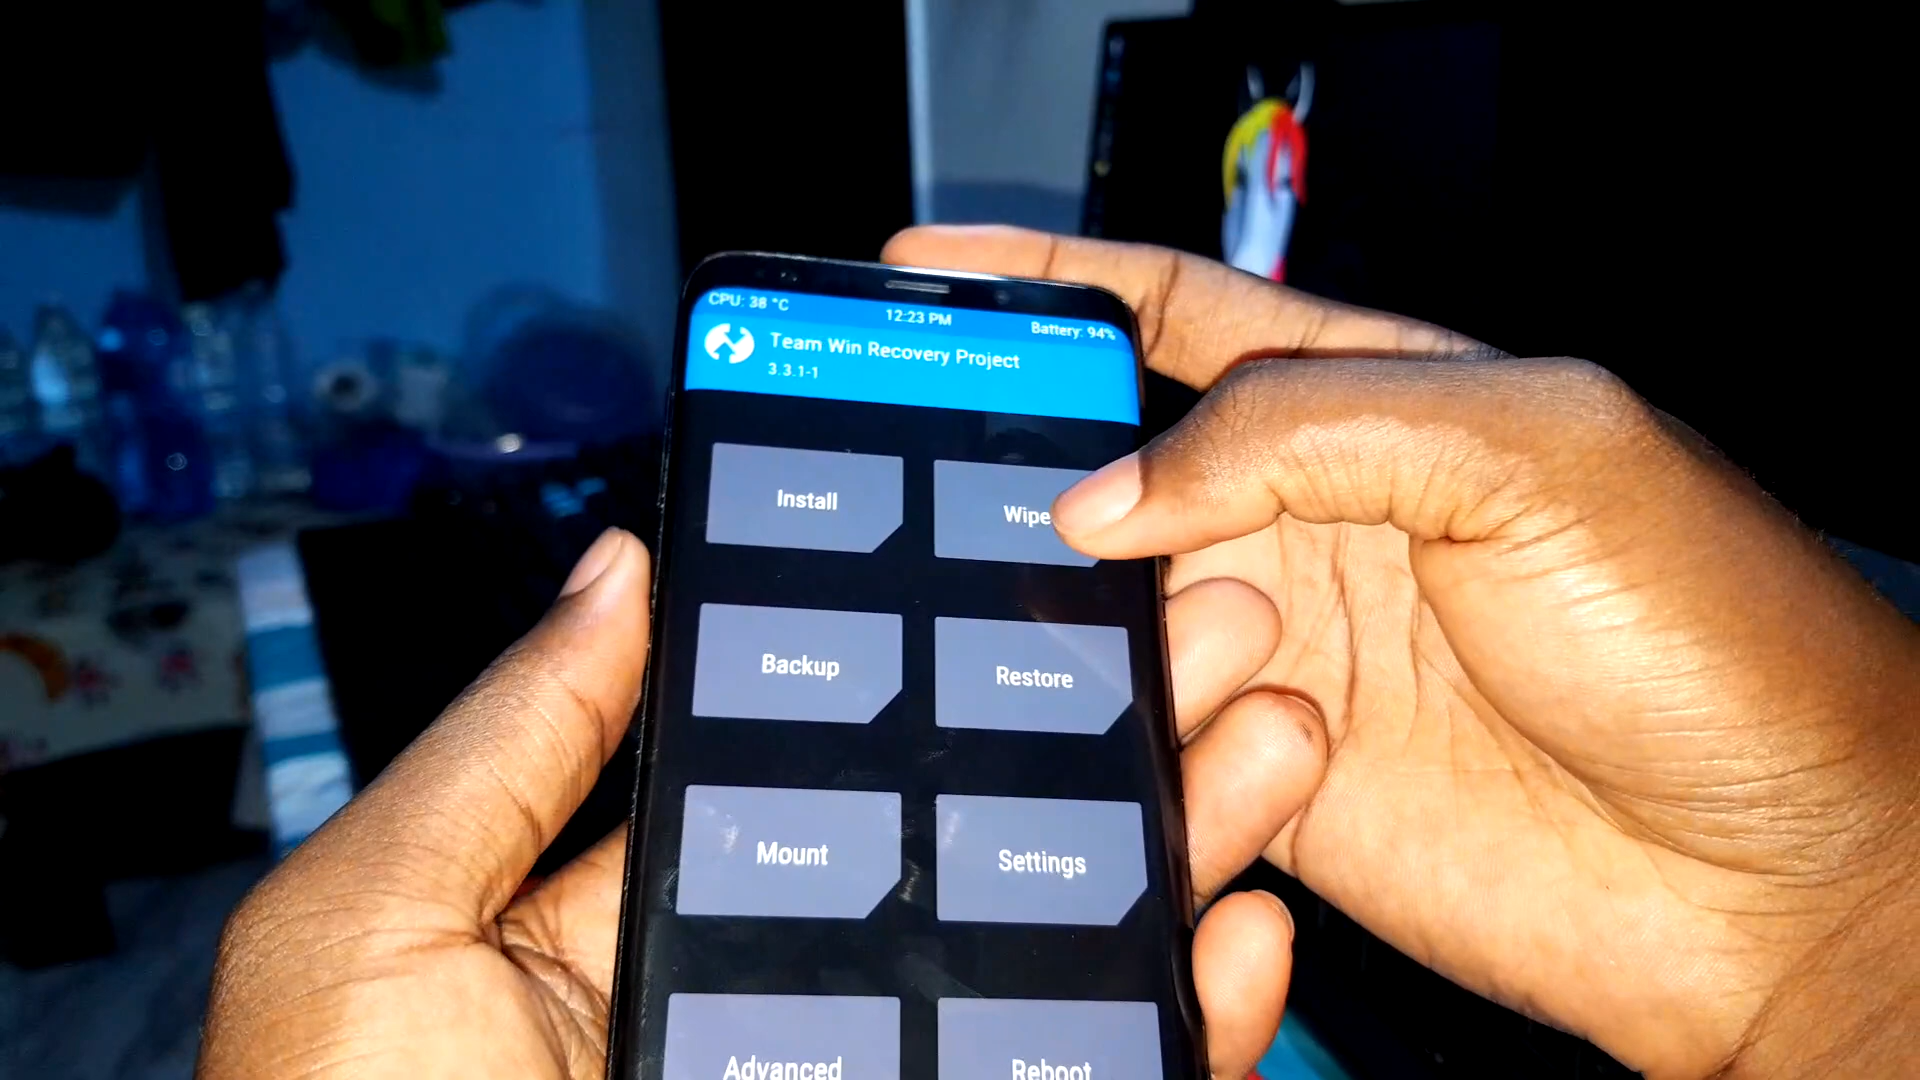 CPU: 38 °C
12:23 PM
Battery: 94%
Team Win Recovery Project
3.3.1-1
Install
Wipe
Backup
Restore
Mount
Settings
Advanced
Reboot